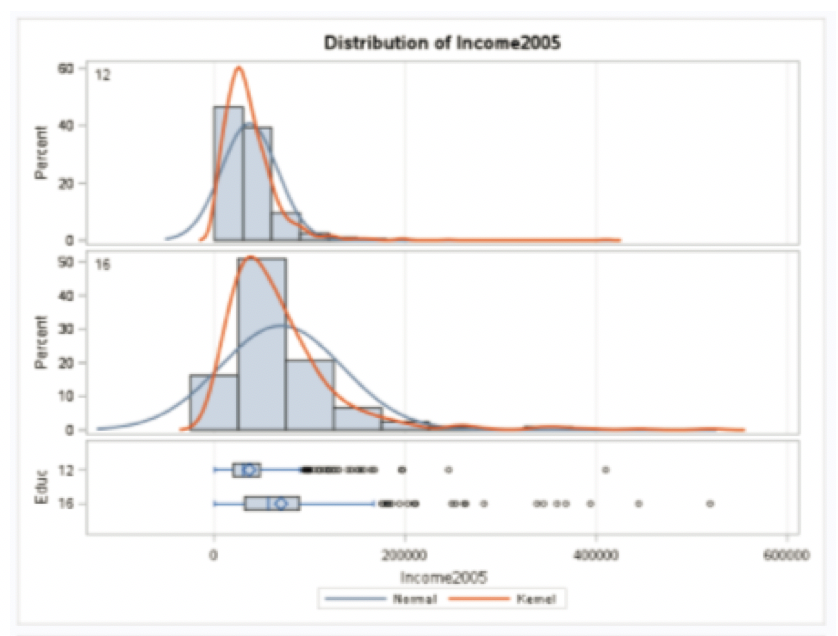 Distribution of Income2005
12
Percent
60
40
20
0
16
Percent
50
40
30
20
10
0
Educ
12
16
0 200000 400000 600000
Income2005
Normal Kernel